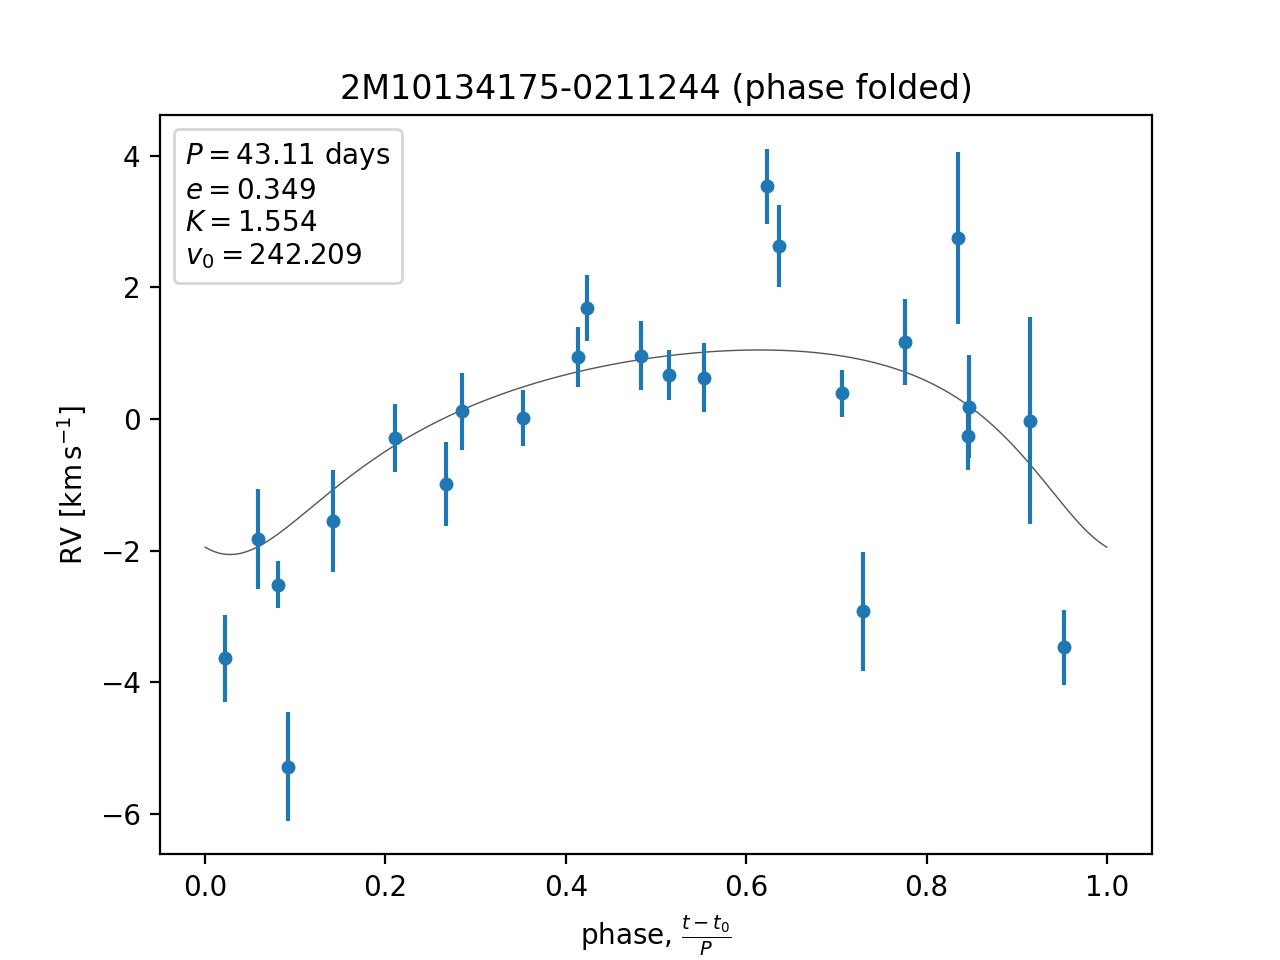 2M10134175-0211244 (phase folded)
P = 43.11 days
e = 0.349
K = 1.554
v₀ = 242.209
4
2
0
−2
−4
−6
RV [km s⁻¹]
0.0 0.2 0.4 0.6 0.8 1.0
phase, (t − t₀)/P